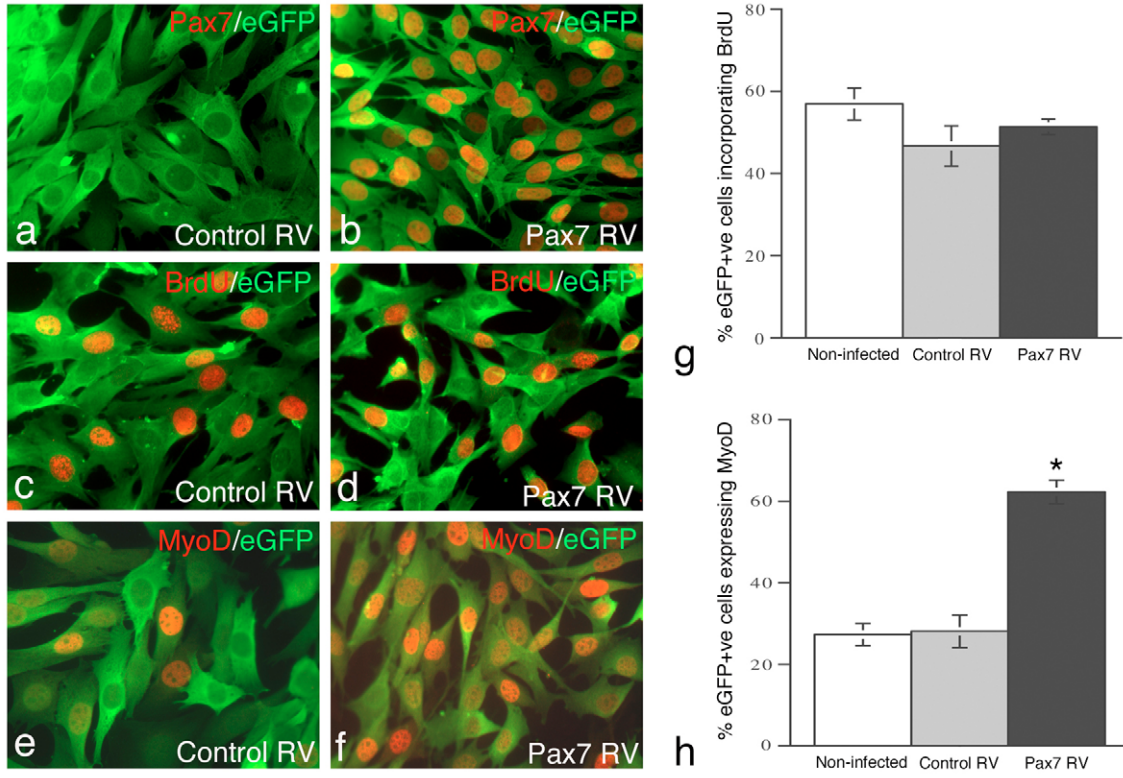 Pax7/eGFP
a
Control RV
Pax7/eGFP
b
Pax7 RV
BrdU/eGFP
c
Control RV
BrdU/eGFP
d
Pax7 RV
MyoD/eGFP
e
Control RV
MyoD/eGFP
f
Pax7 RV
% eGFP+ve cells incorporating BrdU
80
60
40
20
0
Non-infected
Control RV
Pax7 RV
g
% eGFP+ve cells expressing MyoD
80
60
40
20
0
*
Non-infected
Control RV
Pax7 RV
h